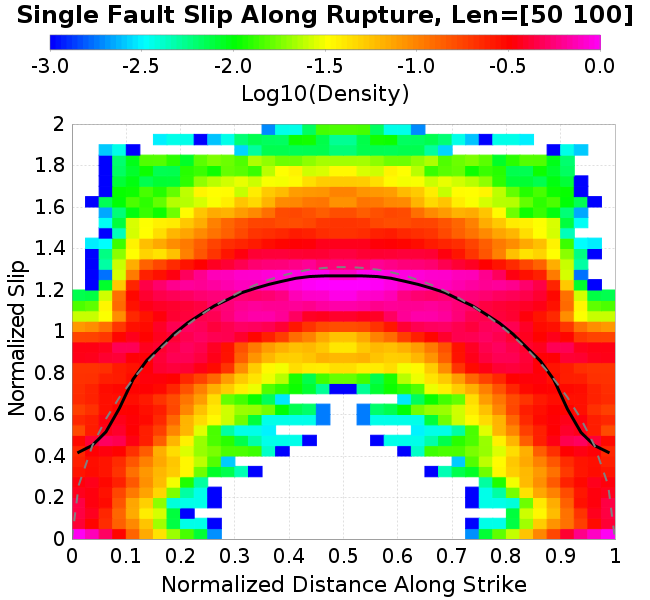 Single Fault Slip Along Rupture, Len=[50 100]
-3.0 -2.5 -2.0 -1.5 -1.0 -0.5 0.0
Log10(Density)
2
1.8
1.6
1.4
1.2
1
0.8
0.6
0.4
0.2
0
Normalized Slip
0 0.1 0.2 0.3 0.4 0.5 0.6 0.7 0.8 0.9 1
Normalized Distance Along Strike